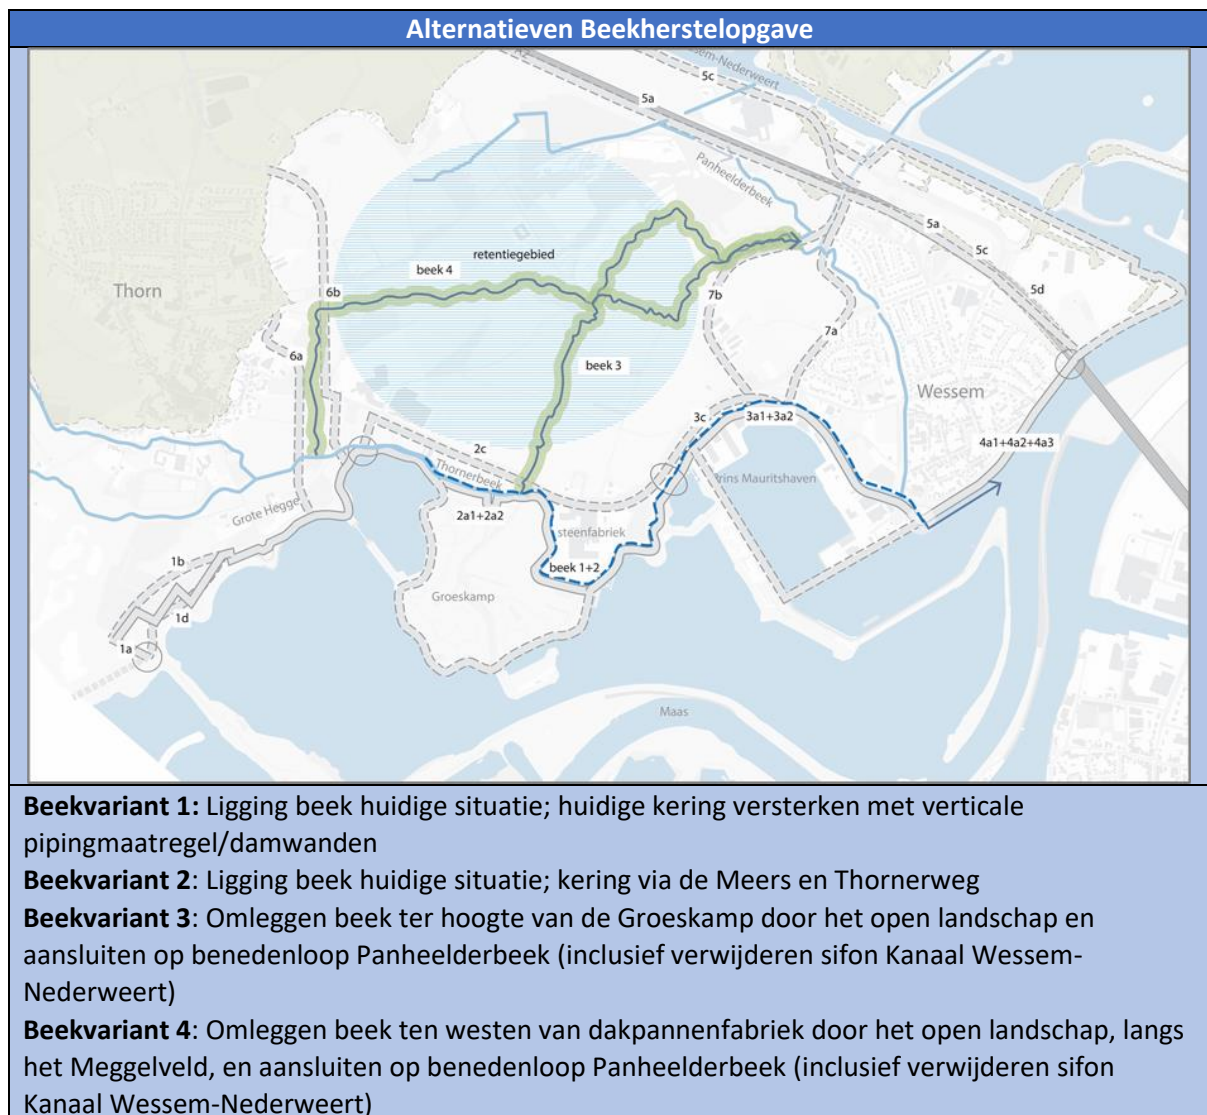 Alternatieven Beekherstelopgave
5c
5a
Panheelderbeek
retentiegebied
beek 4
5a
5c
5d
Thorn
6b
7b
7a
6a
beek 3
Wessem
3c
3a1+3a2
4a1+4a2+4a3
2c
Thornerbeek
Prins Mauritshaven
Grote Hegge
2a1+2a2
steenfabriek
1b
beek 1+2
Groeskamp
1d
1a
Maas
Beekvariant 1: Ligging beek huidige situatie; huidige kering versterken met verticale
pipingmaatregel/damwanden
Beekvariant 2: Ligging beek huidige situatie; kering via de Meers en Thornerweg
Beekvariant 3: Omleggen beek ter hoogte van de Groeskamp door het open landschap en
aansluiten op benedenloop Panheelderbeek (inclusief verwijderen sifon Kanaal Wessem-
Nederweert)
Beekvariant 4: Omleggen beek ten westen van dakpannenfabriek door het open landschap, langs
het Meggelveld, en aansluiten op benedenloop Panheelderbeek (inclusief verwijderen sifon
Kanaal Wessem-Nederweert)